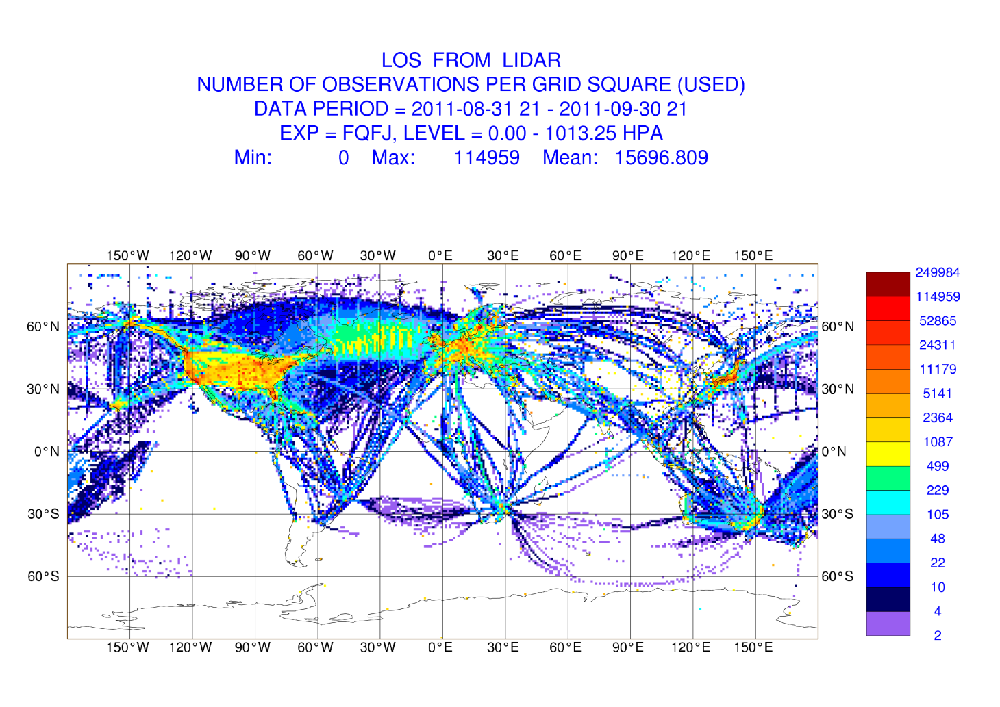 LOS FROM LIDAR
NUMBER OF OBSERVATIONS PER GRID SQUARE (USED)
DATA PERIOD = 2011-08-31 21 - 2011-09-30 21
EXP = FQFJ, LEVEL = 0.00 - 1013.25 HPA
Min: 0 Max: 114959 Mean: 15696.809
150°W 120°W 90°W 60°W 30°W 0°E 30°E 60°E 90°E 120°E 150°E
60°N 60°N
30°N 30°N
0°N 0°N
30°S 30°S
60°S 60°S
150°W 120°W 90°W 60°W 30°W 0°E 30°E 60°E 90°E 120°E 150°E
249984
114959
52865
24311
11179
5141
2364
1087
499
229
105
48
22
10
4
2